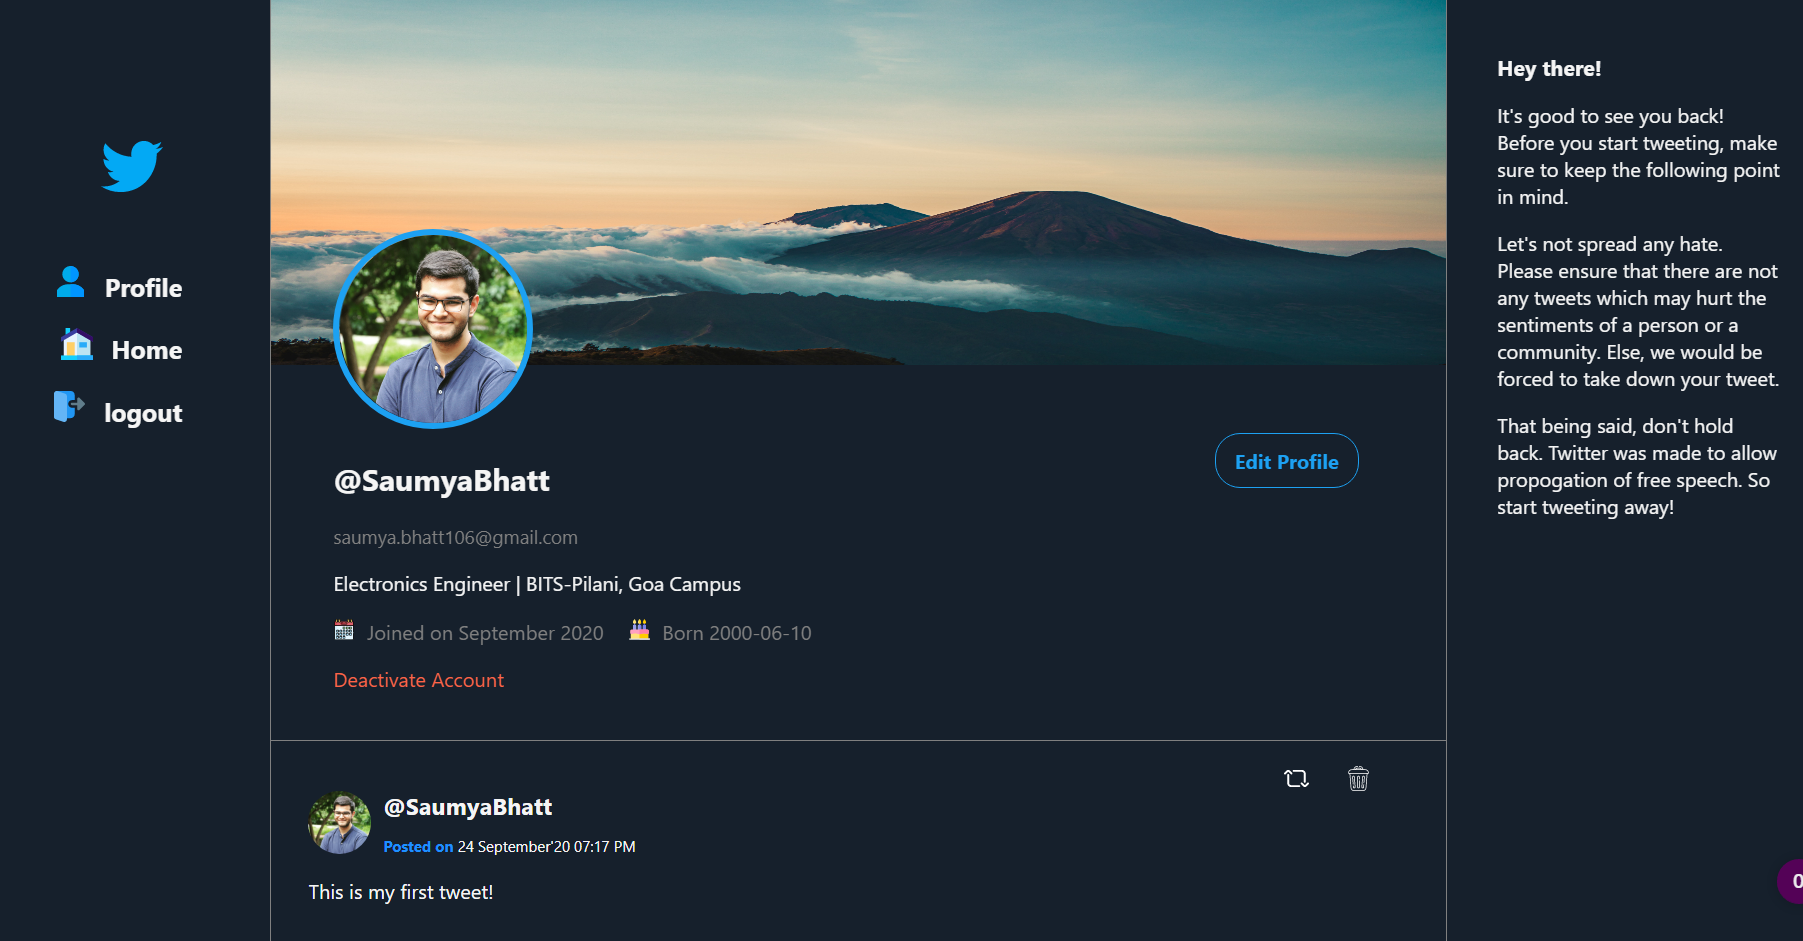 Profile
Home
logout
@SaumyaBhatt
Edit Profile
saumya.bhatt106@gmail.com
Electronics Engineer | BITS-Pilani, Goa Campus
Joined on September 2020 Born 2000-06-10
Deactivate Account
@SaumyaBhatt
Posted on 24 September'20 07:17 PM
This is my first tweet!
Hey there!
It's good to see you back!
Before you start tweeting, make
sure to keep the following point
in mind.
Let's not spread any hate.
Please ensure that there are not
any tweets which may hurt the
sentiments of a person or a
community. Else, we would be
forced to take down your tweet.
That being said, don't hold
back. Twitter was made to allow
propogation of free speech. So
start tweeting away!